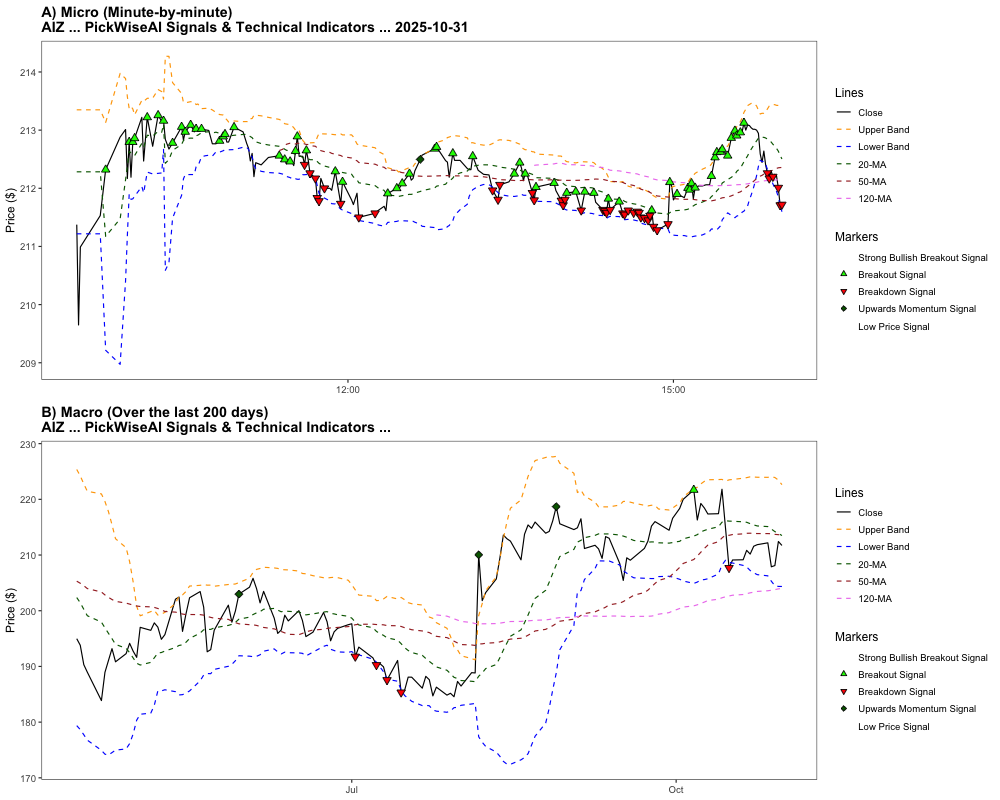 A) Micro (Minute-by-minute)
AIZ ... PickWiseAI Signals & Technical Indicators ... 2025-10-31
Price ($)
214
213
212
211
210
209
12:00
15:00
Lines
Close
Upper Band
Lower Band
20-MA
50-MA
120-MA
Markers
Strong Bullish Breakout Signal
Breakout Signal
Breakdown Signal
Upwards Momentum Signal
Low Price Signal
B) Macro (Over the last 200 days)
AIZ ... PickWiseAI Signals & Technical Indicators ...
Price ($)
230
220
210
200
190
180
170
Jul
Oct
Lines
Close
Upper Band
Lower Band
20-MA
50-MA
120-MA
Markers
Strong Bullish Breakout Signal
Breakout Signal
Breakdown Signal
Upwards Momentum Signal
Low Price Signal